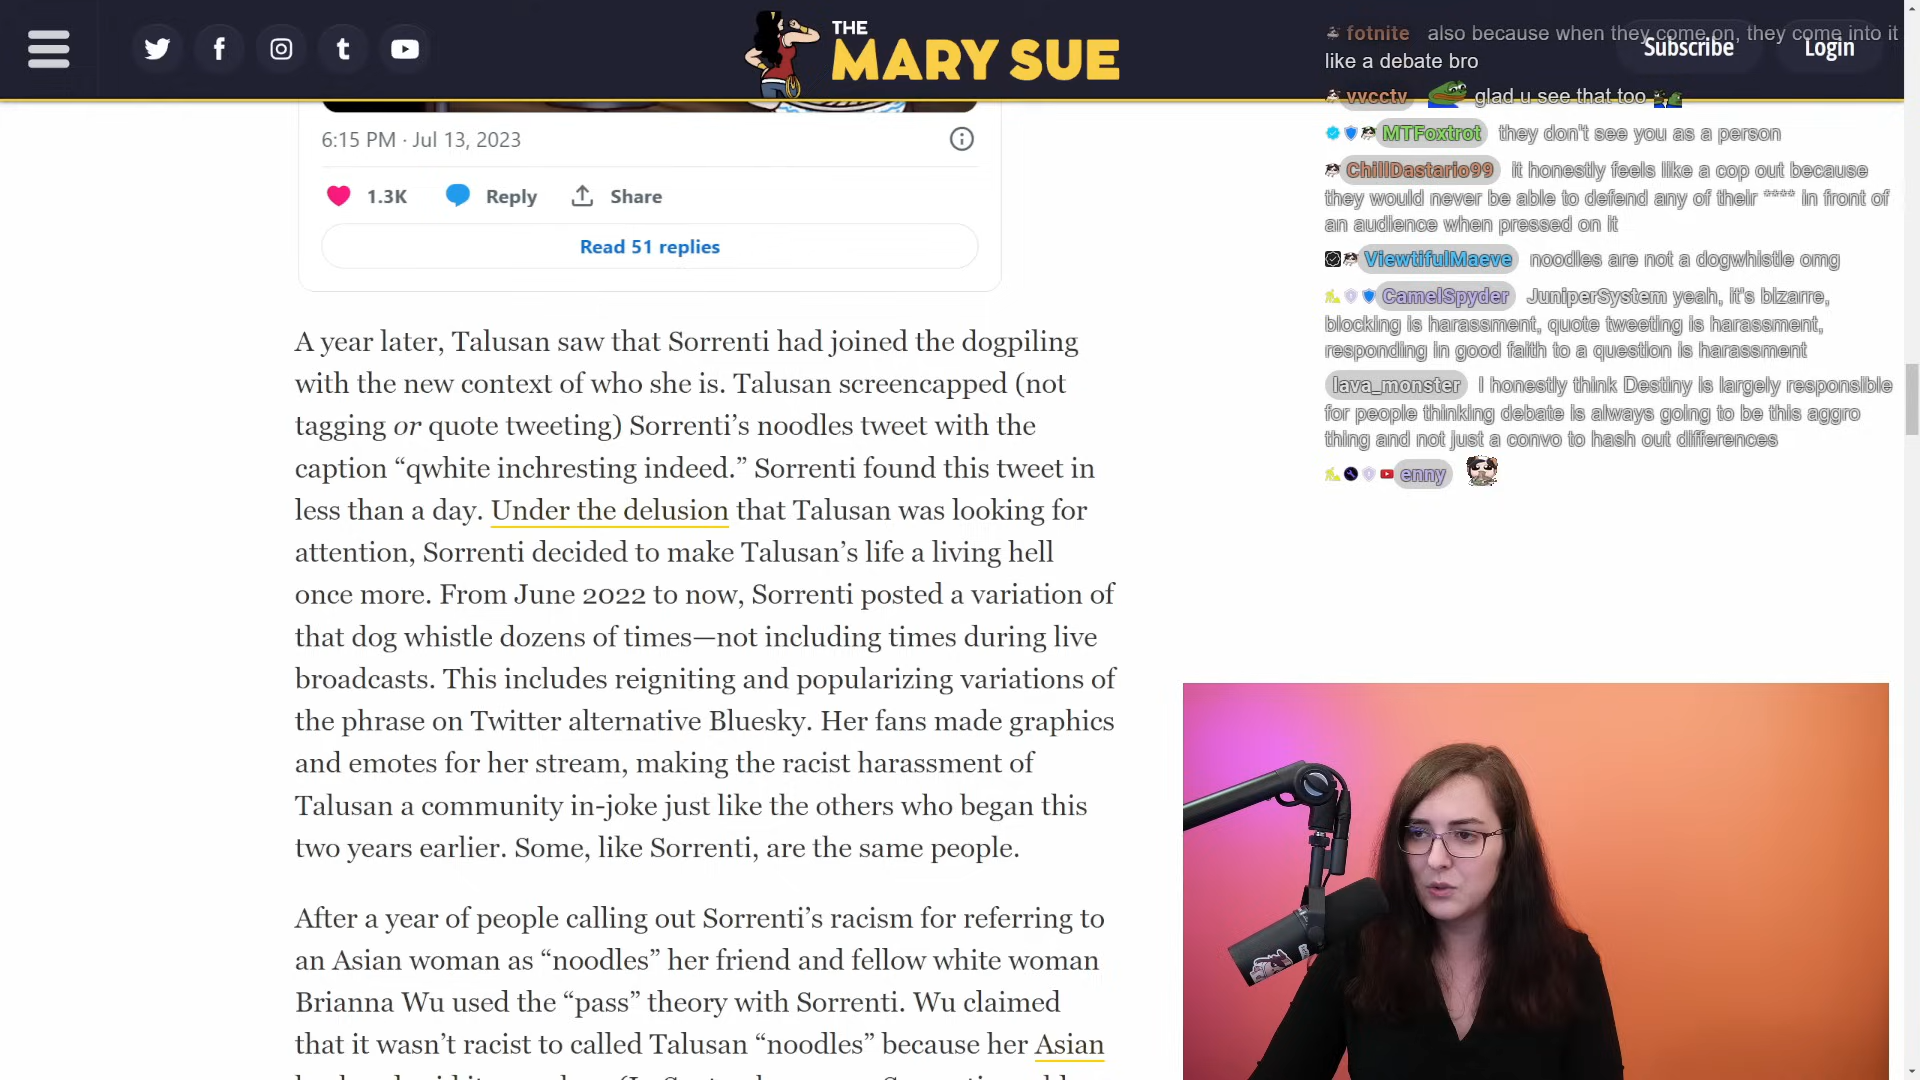 THE
MARY SUE
Subscribe
Login
6:15 PM · Jul 13, 2023
1.3K
Reply
Share
Read 51 replies
A year later, Talusan saw that Sorrenti had joined the dogpiling
with the new context of who she is. Talusan screencapped (not
tagging or quote tweeting) Sorrenti’s noodles tweet with the
caption “qwhite inchresting indeed.” Sorrenti found this tweet in
less than a day. Under the delusion that Talusan was looking for
attention, Sorrenti decided to make Talusan’s life a living hell
once more. From June 2022 to now, Sorrenti posted a variation of
that dog whistle dozens of times—not including times during live
broadcasts. This includes reigniting and popularizing variations of
the phrase on Twitter alternative Bluesky. Her fans made graphics
and emotes for her stream, making the racist harassment of
Talusan a community in-joke just like the others who began this
two years earlier. Some, like Sorrenti, are the same people.
After a year of people calling out Sorrenti’s racism for referring to
an Asian woman as “noodles” her friend and fellow white woman
Brianna Wu used the “pass” theory with Sorrenti. Wu claimed
that it wasn’t racist to called Talusan “noodles” because her Asian
fotnite also because when they come on, they come into it
like a debate bro
vvcctv glad u see that too
MTFoxtrot they don't see you as a person
ChillDastario99 it honestly feels like a cop out because
they would never be able to defend any of their **** in front of
an audience when pressed on it
ViewtifulMaeve noodles are not a dogwhistle omg
CamelSpyder JuniperSystem yeah, it's bizarre,
blocking is harassment, quote tweeting is harassment,
responding in good faith to a question is harassment
lava_monster I honestly think Destiny is largely responsible
for people thinking debate is always going to be this aggro
thing and not just a convo to hash out differences
enny